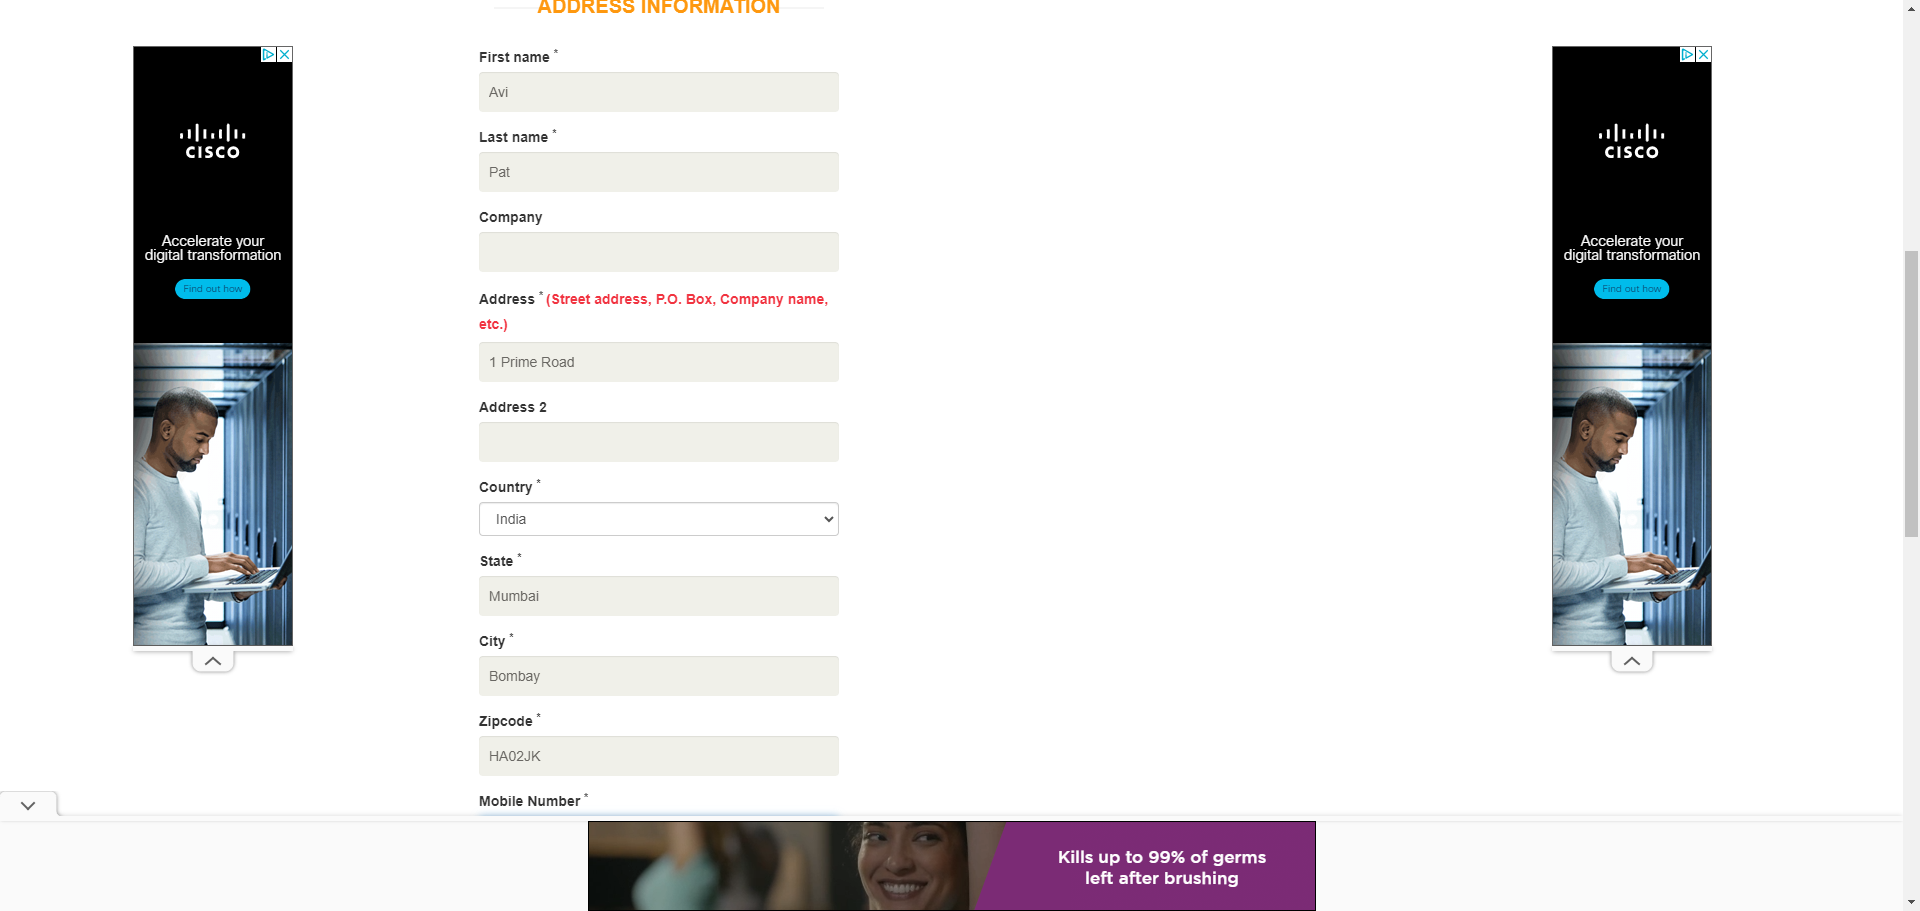 ADDRESS INFORMATION
First name *
Avi
Last name *
Pat
Company
Address * (Street address, P.O. Box, Company name,
etc.)
1 Prime Road
Address 2
Country *
India
State *
Mumbai
City *
Bombay
Zipcode *
HA02JK
Mobile Number *
CISCO
Accelerate your
digital transformation
Find out how
CISCO
Accelerate your
digital transformation
Find out how
Kills up to 99% of germs
left after brushing